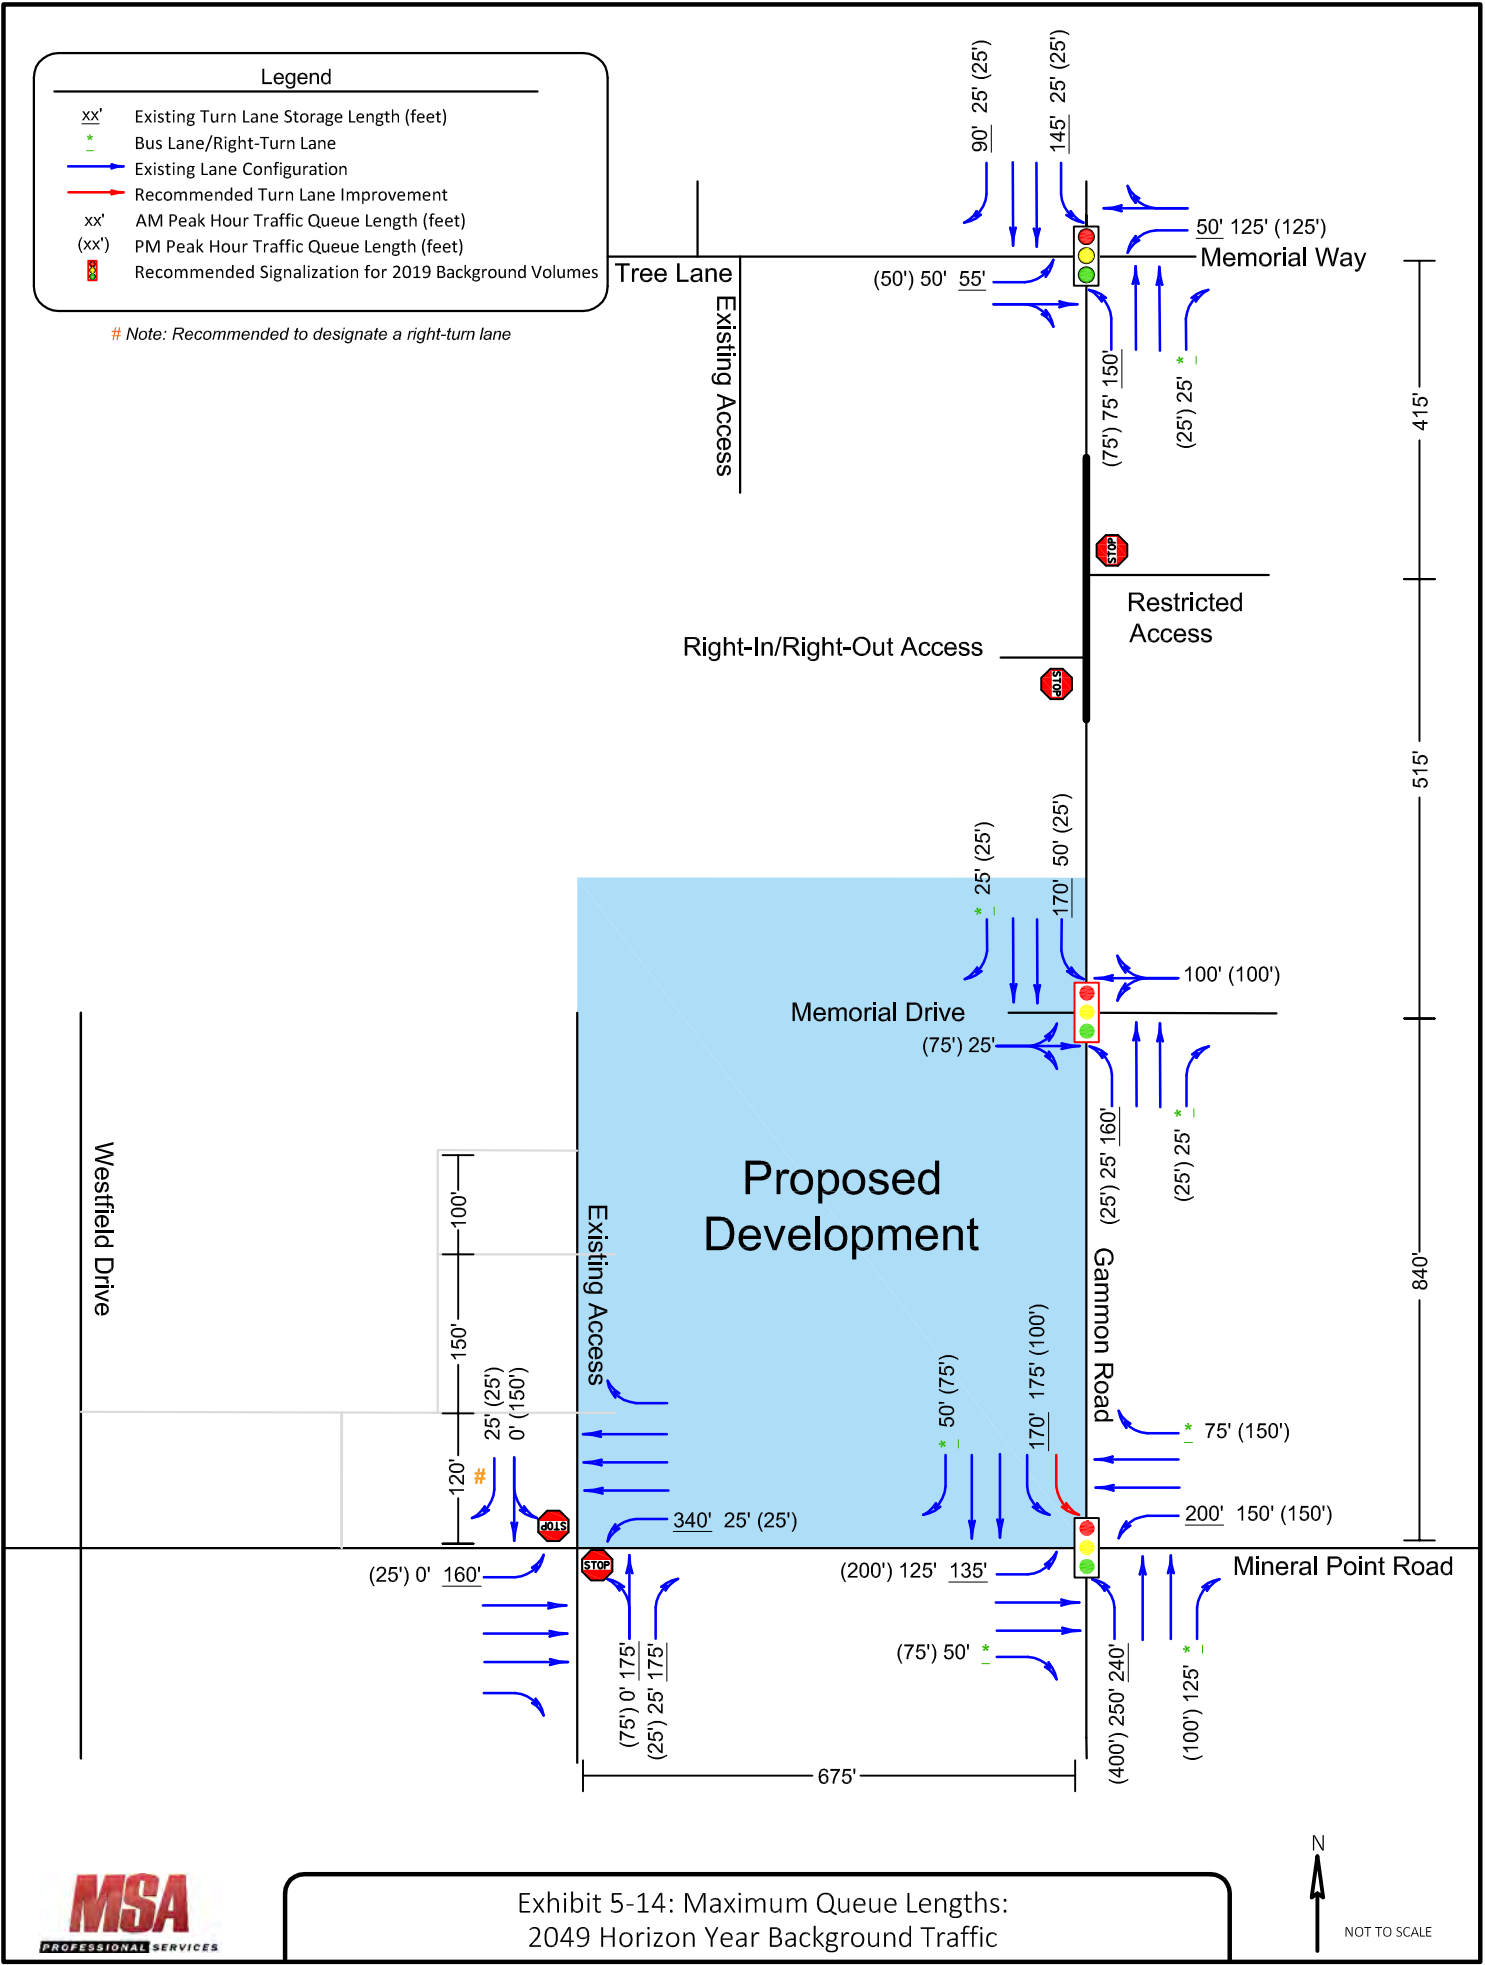 Legend
xx' Existing Turn Lane Storage Length (feet)
* Bus Lane/Right-Turn Lane
Existing Lane Configuration
Recommended Turn Lane Improvement
xx' AM Peak Hour Traffic Queue Length (feet)
(xx') PM Peak Hour Traffic Queue Length (feet)
Recommended Signalization for 2019 Background Volumes
# Note: Recommended to designate a right-turn lane
90' 25' (25')
145' 25' (25')
50' 125' (125')
Memorial Way
Tree Lane
(50') 50' 55'
Existing Access
(75') 75' 150'
(25') 25' *
415'
STOP
Restricted
Access
Right-In/Right-Out Access
STOP
515'
* 25' (25')
170' 50' (25')
100' (100')
Memorial Drive
(75') 25'
(25') 25' 160'
(25') 25' *
Proposed
Development
Westfield Drive
100'
150'
120'
Existing Access
Gammon Road
840'
25' (25')
0' (150')
#
* 50' (75')
170' 175' (100')
* 75' (150')
340' 25' (25')
200' 150' (150')
STOP
STOP
(25') 0' 160'
(200') 125' 135'
Mineral Point Road
(75') 50' *
(75') 0' 175'
(25') 25' 175'
(400') 250' 240'
(100') 125' *
675'
MSA
PROFESSIONAL SERVICES
Exhibit 5-14: Maximum Queue Lengths:
2049 Horizon Year Background Traffic
N
NOT TO SCALE